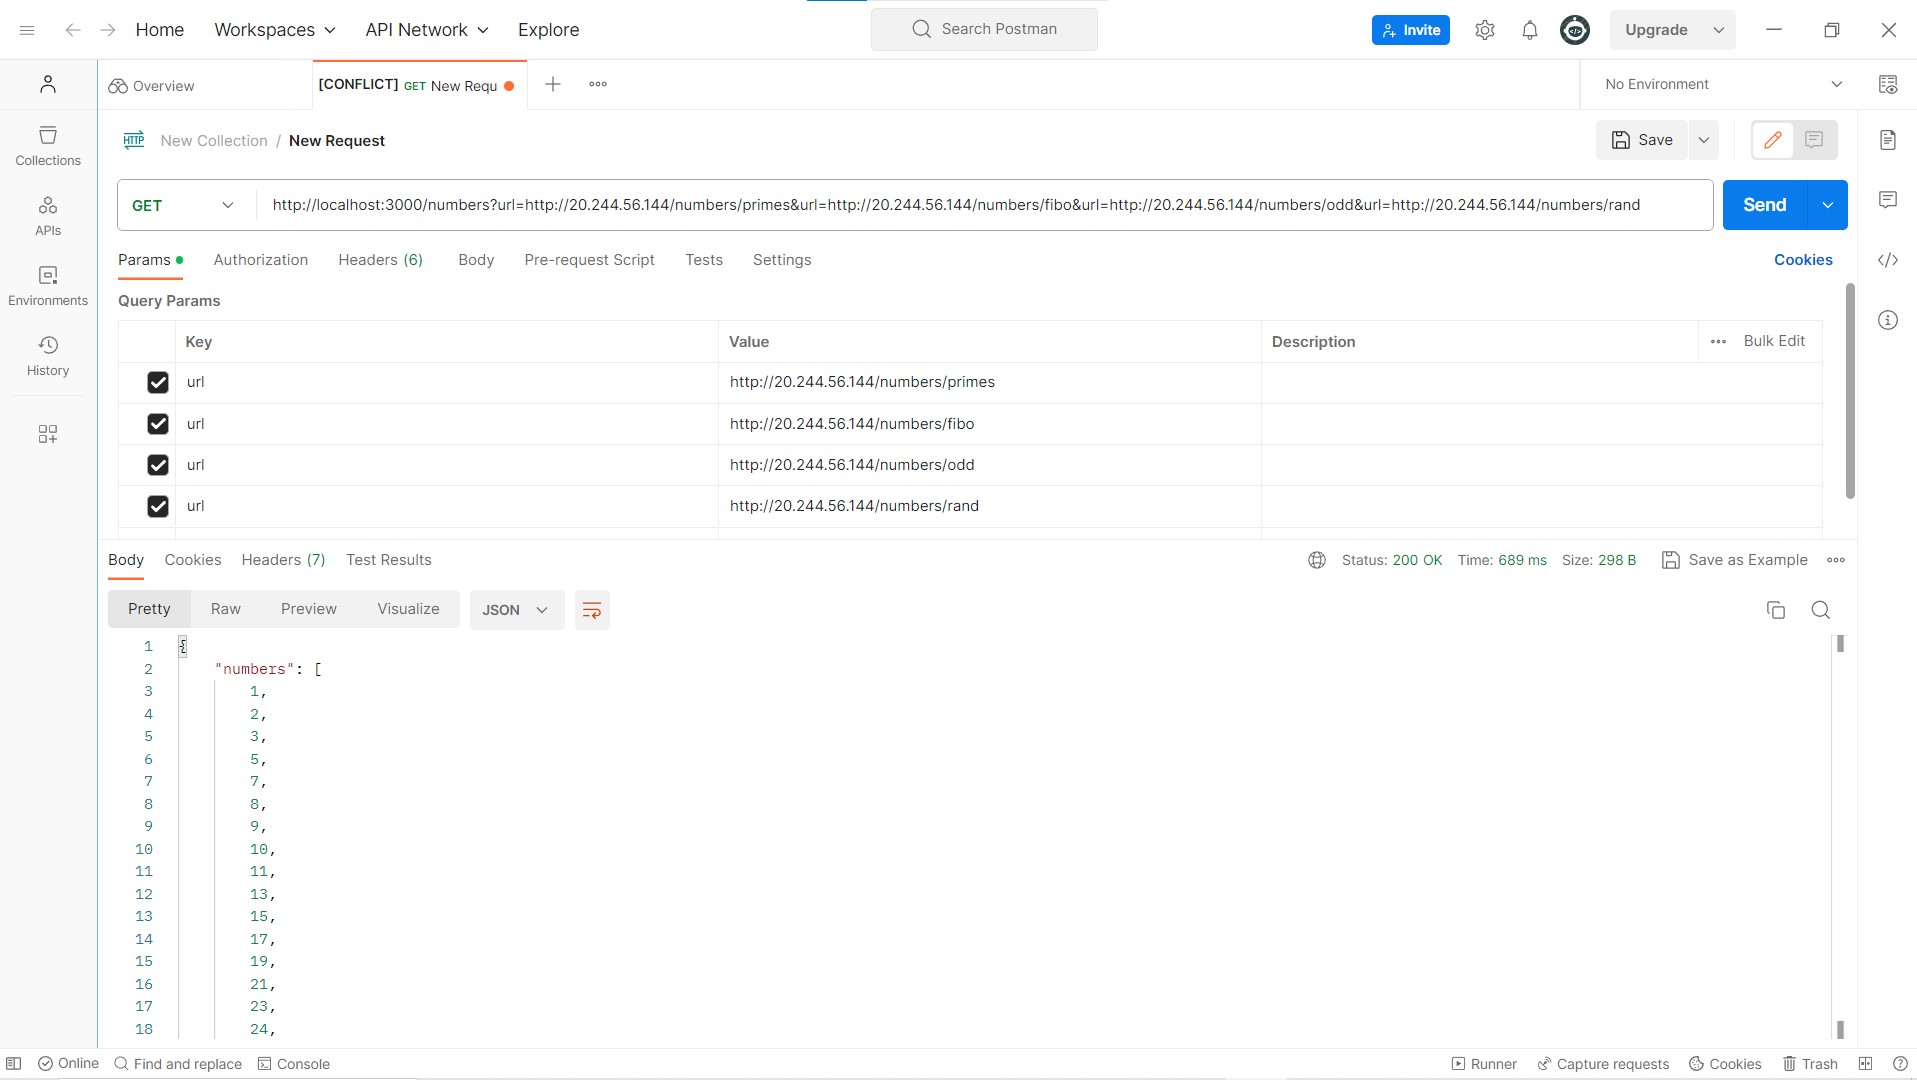 Home Workspaces API Network Explore Search Postman Invite Upgrade
Overview [CONFLICT] GET New Requ No Environment
HTTP New Collection / New Request Save
GET http://localhost:3000/numbers?url=http://20.244.56.144/numbers/primes&url=http://20.244.56.144/numbers/fibo&url=http://20.244.56.144/numbers/odd&url=http://20.244.56.144/numbers/rand Send
Collections
APIs
Environments
History
Params Authorization Headers (6) Body Pre-request Script Tests Settings Cookies
Query Params
Key Value Description Bulk Edit
url http://20.244.56.144/numbers/primes
url http://20.244.56.144/numbers/fibo
url http://20.244.56.144/numbers/odd
url http://20.244.56.144/numbers/rand
Body Cookies Headers (7) Test Results Status: 200 OK Time: 689 ms Size: 298 B Save as Example
Pretty Raw Preview Visualize JSON
1 {
2 "numbers": [
3 1,
4 2,
5 3,
6 5,
7 7,
8 8,
9 9,
10 10,
11 11,
12 13,
13 15,
14 17,
15 19,
16 21,
17 23,
18 24,
Online Find and replace Console Runner Capture requests Cookies Trash